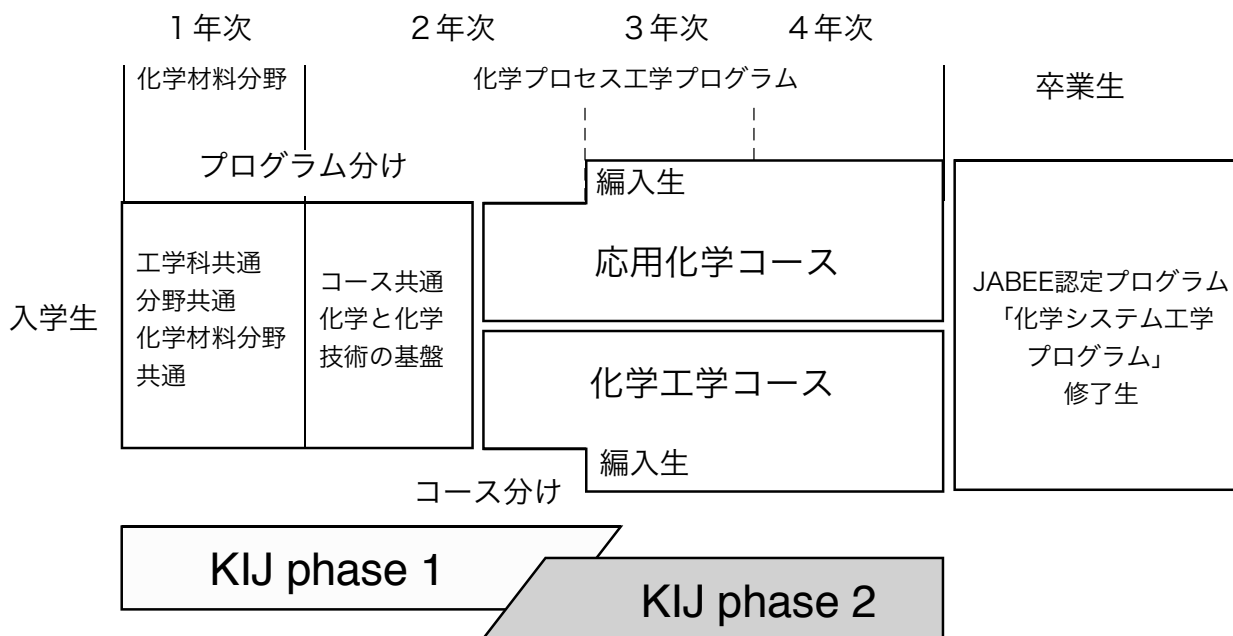 １年次
２年次
３年次
４年次
化学材料分野
化学プロセス工学プログラム
卒業生
プログラム分け
編入生
応用化学コース
工学科共通
分野共通
化学材料分野
共通
コース共通
化学と化学
技術の基盤
入学生
JABEE認定プログラム
「化学システム工学
プログラム」
修了生
化学工学コース
編入生
コース分け
KIJ phase 1
KIJ phase 2